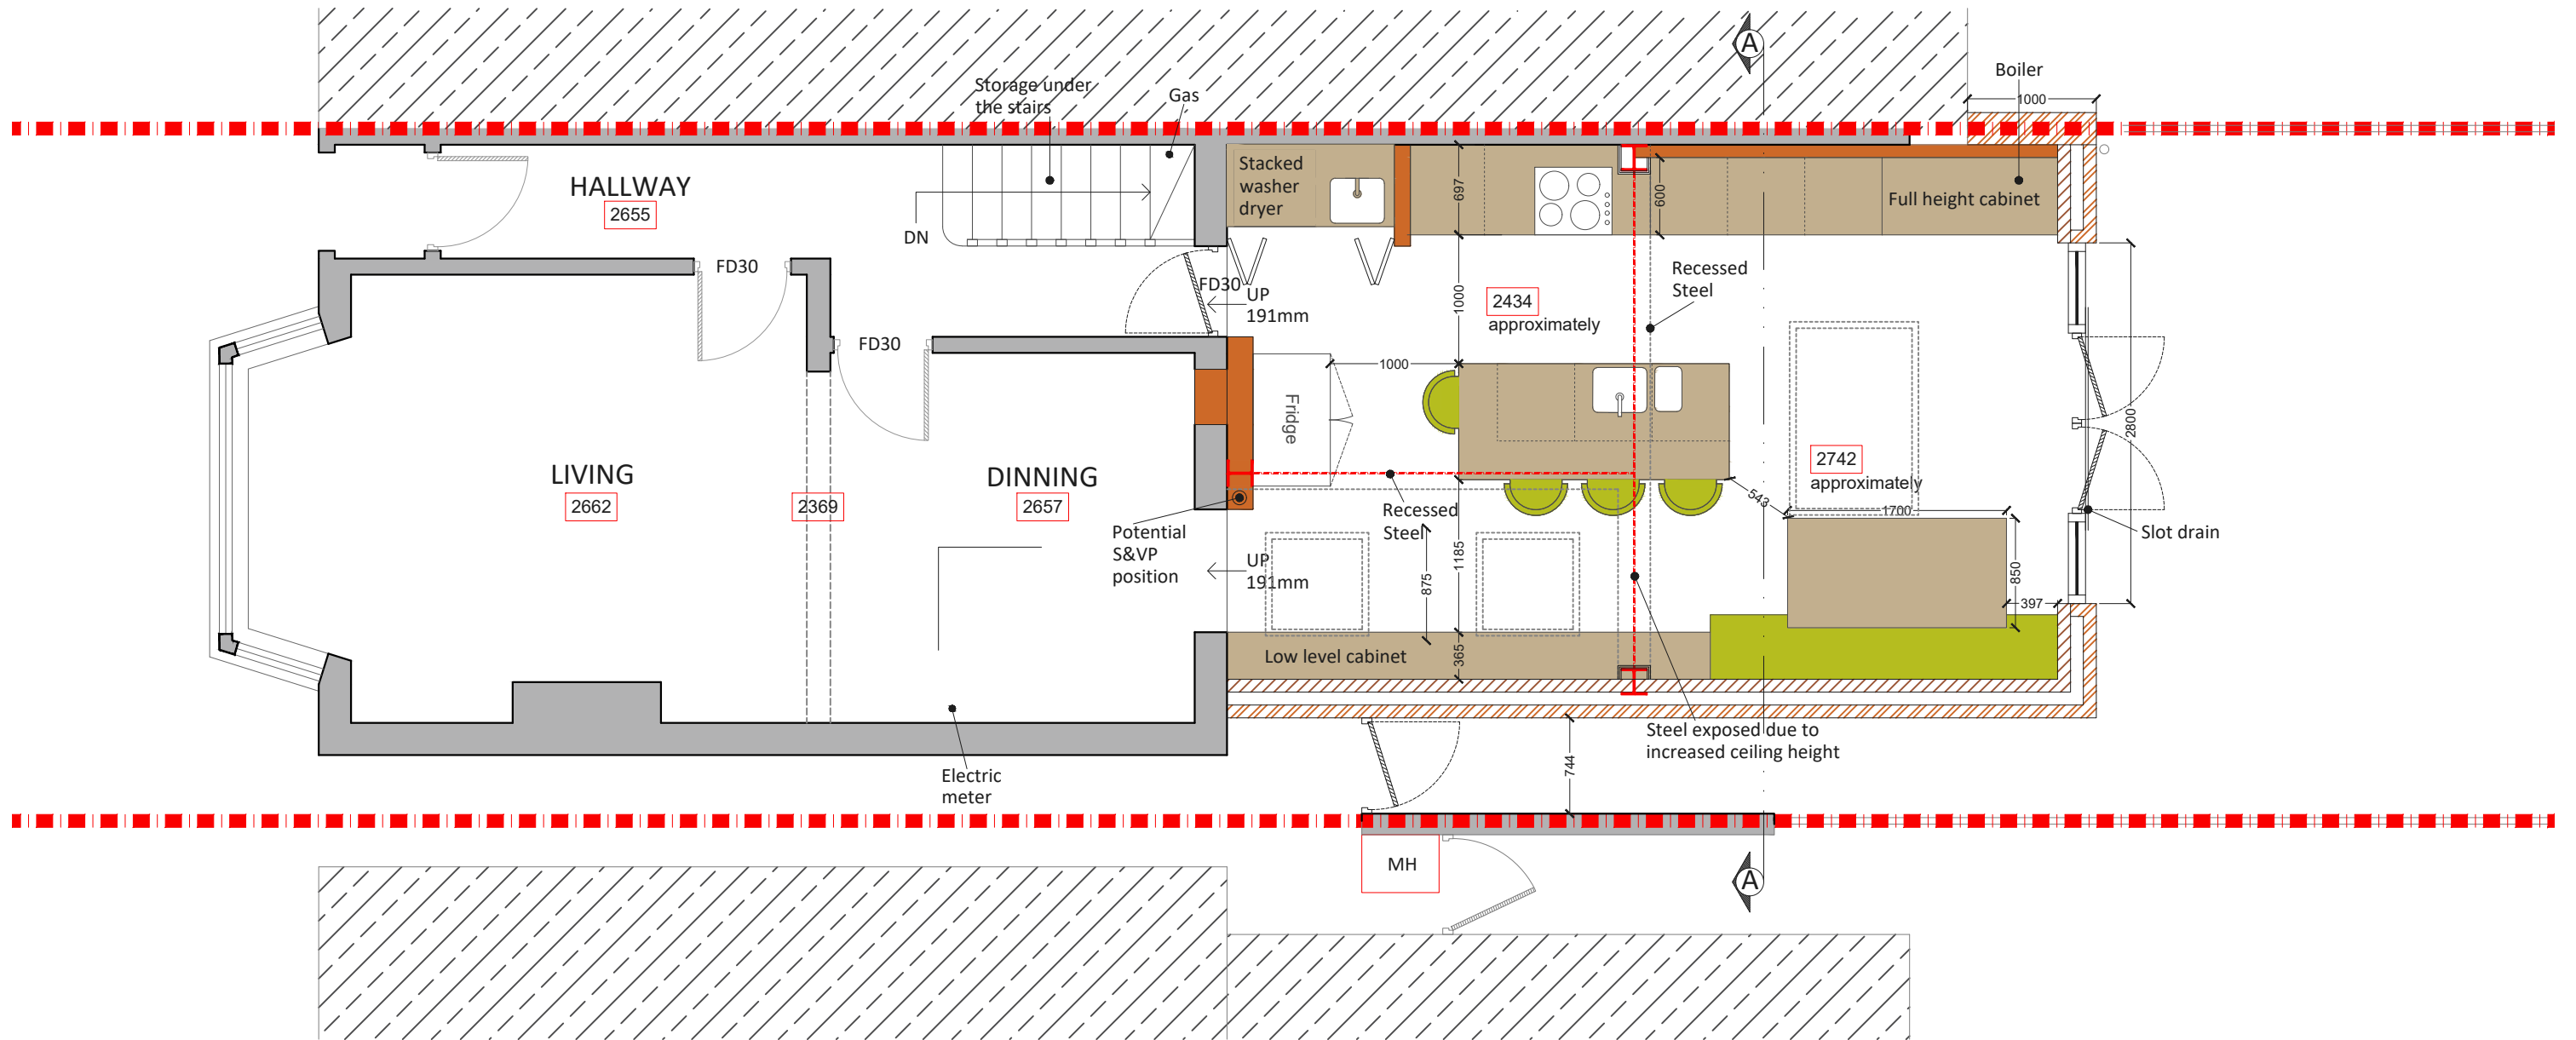 A
Boiler
1000
Storage under
the stairs
Gas
HALLWAY
2655
DN
Stacked
washer
dryer
697
600
Full height cabinet
FD30
FD30
FD30
UP
191mm
1000
2434
approximately
Recessed
Steel
1000
Fridge
2800
LIVING
2662
2369
DINNING
2657
2742
approximately
543
1700
Potential
S&VP
position
Recessed
Steel
UP
191mm
875
1185
850
397
Slot drain
Low level cabinet
365
Steel exposed due to
increased ceiling height
744
Electric
meter
MH
A